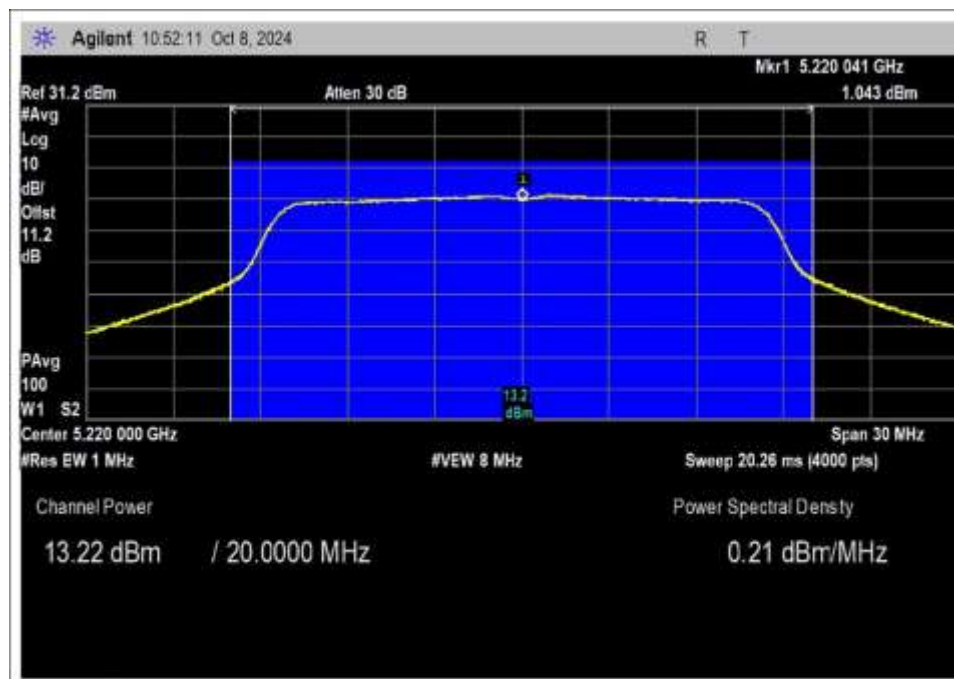 Agilent 10:52:11 Oct 8, 2024 R T
Mkr1 5.220 041 GHz
Ref 31.2 dBm Atten 30 dB 1.043 dBm
#Avg
Log
10
dB/
Offst
11.2
dB
1
PAvg
100
W1 S2
13.2
dBm
Center 5.220 000 GHz Span 30 MHz
#Res BW 1 MHz #VBW 8 MHz Sweep 20.26 ms (4000 pts)
Channel Power Power Spectral Density
13.22 dBm / 20.0000 MHz 0.21 dBm/MHz